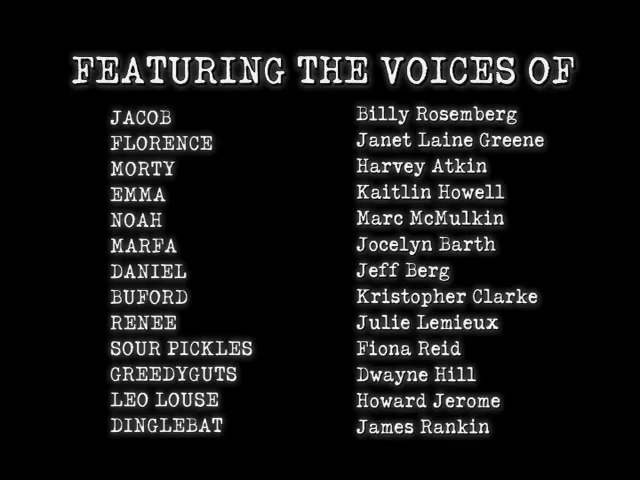 FEATURING THE VOICES OF
JACOB Billy Rosemberg
FLORENCE Janet Laine Greene
MORTY Harvey Atkin
EMMA Kaitlin Howell
NOAH Marc McMulkin
MARFA Jocelyn Barth
DANIEL Jeff Berg
BUFORD Kristopher Clarke
RENEE Julie Lemieux
SOUR PICKLES Fiona Reid
GREEDYGUTS Dwayne Hill
LEO LOUSE Howard Jerome
DINGLEBAT James Rankin